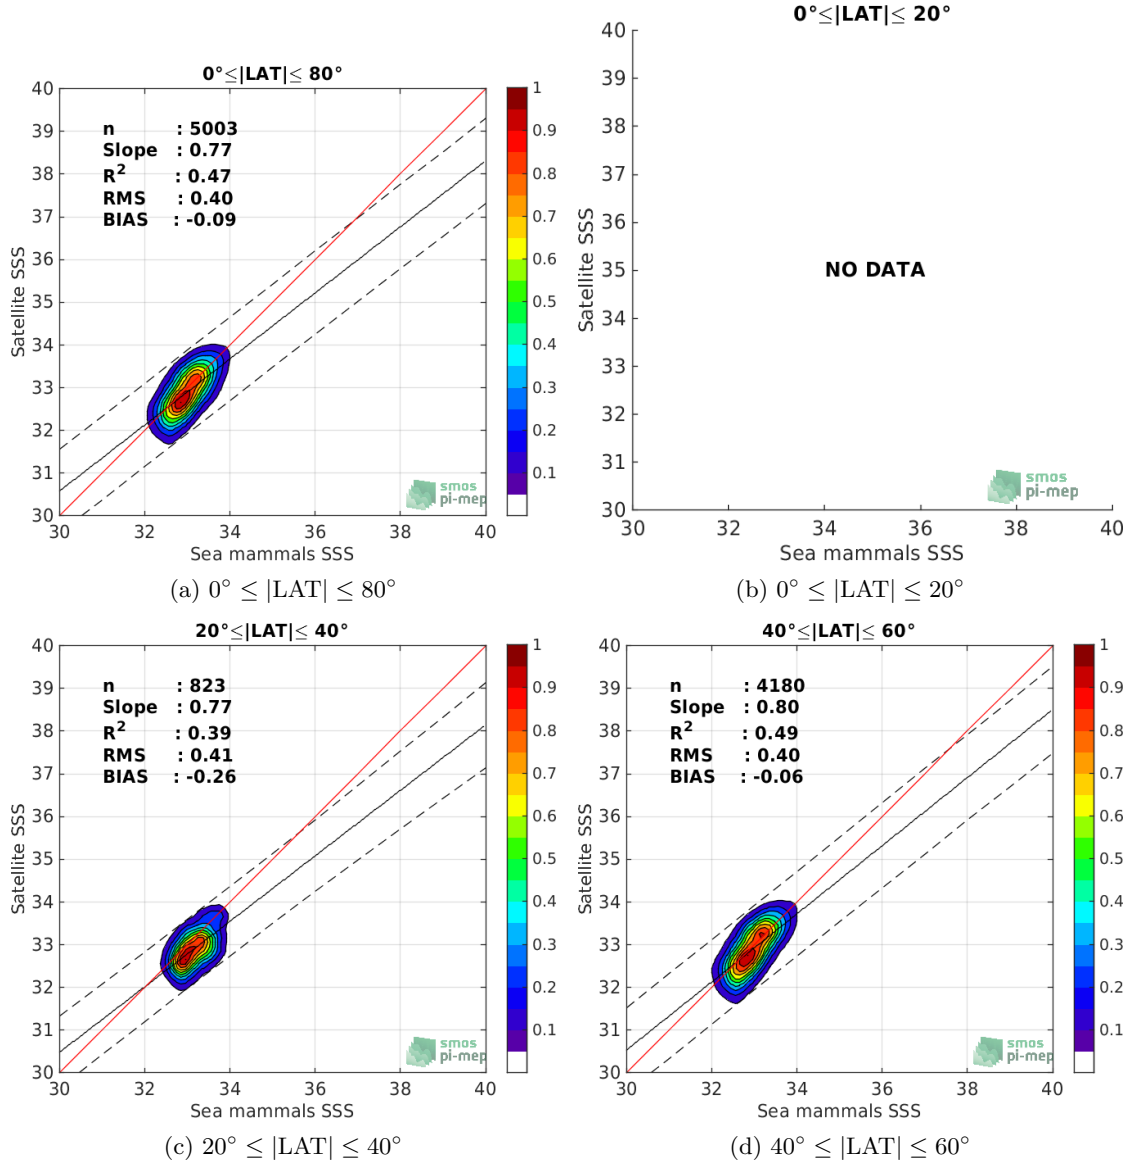 0°≤|LAT|≤ 80°
40
39
38
37
36
35
34
33
32
31
30
n : 5003
Slope : 0.77
R² : 0.47
RMS : 0.40
BIAS : -0.09
Satellite SSS
30 32 34 36 38 40
Sea mammals SSS
1
0.9
0.8
0.7
0.6
0.5
0.4
0.3
0.2
0.1
smos
pi-mep
(a) 0° ≤ |LAT| ≤ 80°
0°≤|LAT|≤ 20°
40
39
38
37
36
35
34
33
32
31
30
NO DATA
Satellite SSS
30 32 34 36 38 40
Sea mammals SSS
smos
pi-mep
(b) 0° ≤ |LAT| ≤ 20°
20°≤|LAT|≤ 40°
40
39
38
37
36
35
34
33
32
31
30
n : 823
Slope : 0.77
R² : 0.39
RMS : 0.41
BIAS : -0.26
Satellite SSS
30 32 34 36 38 40
Sea mammals SSS
1
0.9
0.8
0.7
0.6
0.5
0.4
0.3
0.2
0.1
smos
pi-mep
(c) 20° ≤ |LAT| ≤ 40°
40°≤|LAT|≤ 60°
40
39
38
37
36
35
34
33
32
31
30
n : 4180
Slope : 0.80
R² : 0.49
RMS : 0.40
BIAS : -0.06
Satellite SSS
30 32 34 36 38 40
Sea mammals SSS
1
0.9
0.8
0.7
0.6
0.5
0.4
0.3
0.2
0.1
smos
pi-mep
(d) 40° ≤ |LAT| ≤ 60°